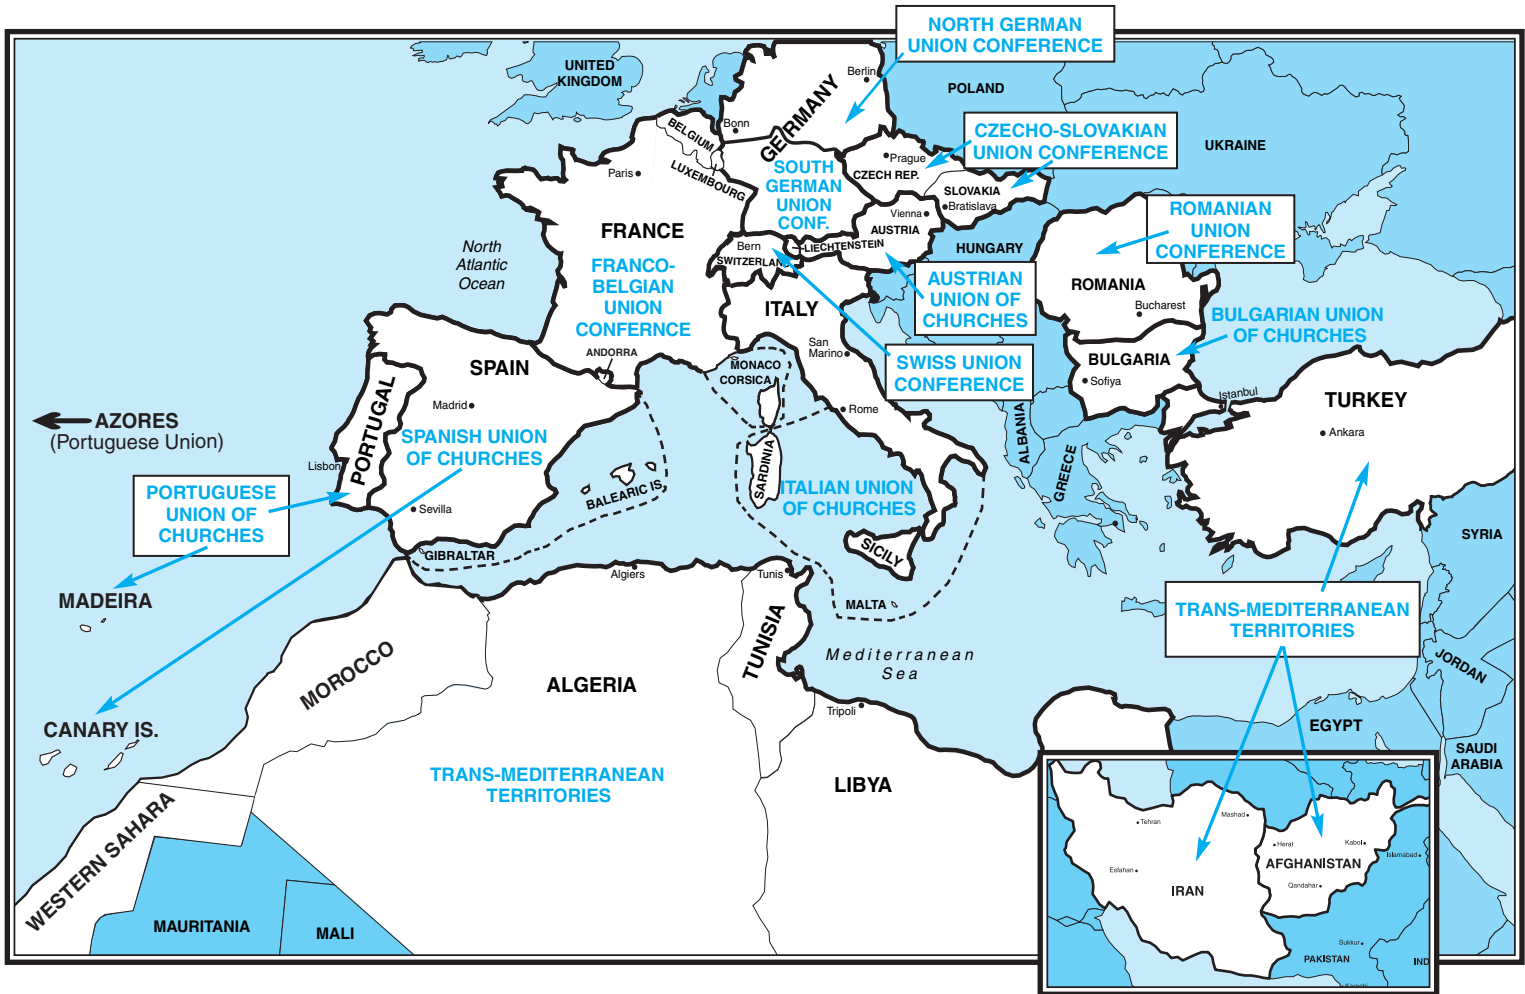 NORTH GERMAN
UNION CONFERENCE
UNITED
KINGDOM
Berlin
POLAND
GERMANY
Bonn
BELGIUM
CZECHO-SLOVAKIAN
UNION CONFERENCE
UKRAINE
Prague
CZECH REP.
Paris
LUXEMBOURG
SOUTH
GERMAN
UNION
CONF.
SLOVAKIA
Bratislava
Vienna
AUSTRIA
ROMANIAN
UNION
CONFERENCE
FRANCE
North
Atlantic
Ocean
Bern
SWITZERLAND
LIECHTENSTEIN
HUNGARY
FRANCO-
BELGIAN
UNION
CONFERNCE
AUSTRIAN
UNION OF
CHURCHES
ROMANIA
Bucharest
ITALY
BULGARIAN UNION
OF CHURCHES
San
Marino
ANDORRA
MONACO
CORSICA
SWISS UNION
CONFERENCE
BULGARIA
Sofiya
SPAIN
PORTUGAL
Madrid
Rome
Istanbul
TURKEY
Ankara
AZORES
(Portuguese Union)
SPANISH UNION
OF CHURCHES
ALBANIA
GREECE
Lisbon
SARDINIA
BALEARIC IS.
ITALIAN UNION
OF CHURCHES
PORTUGUESE
UNION OF
CHURCHES
Sevilla
SYRIA
GIBRALTAR
SICILY
Algiers
Tunis
MADEIRA
MALTA
TRANS-MEDITERRANEAN
TERRITORIES
TUNISIA
MOROCCO
Mediterranean
Sea
JORDAN
ALGERIA
Tripoli
CANARY IS.
EGYPT
SAUDI
ARABIA
TRANS-MEDITERRANEAN
TERRITORIES
LIBYA
WESTERN SAHARA
Tehran
Mashad
Herat
Kabol
Islamabad
Esfahan
AFGHANISTAN
Qandahar
IRAN
MAURITANIA
MALI
Sukkur
PAKISTAN
IND